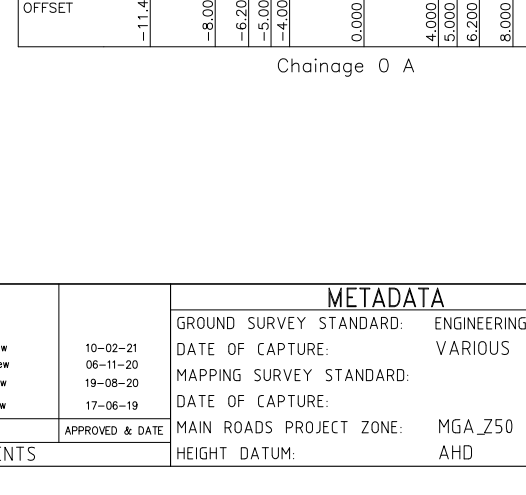 OFFSET -11.4 -8.00 -6.20 -5.00 -4.00 0.000 4.000 5.000 6.200 8.000
Chainage 0 A
METADATA
GROUND SURVEY STANDARD: ENGINEERING
w 10-02-21 DATE OF CAPTURE: VARIOUS
ew 06-11-20
w 19-08-20 MAPPING SURVEY STANDARD:
w 17-06-19 DATE OF CAPTURE:
APPROVED & DATE MAIN ROADS PROJECT ZONE: MGA_Z50
ENTS HEIGHT DATUM: AHD